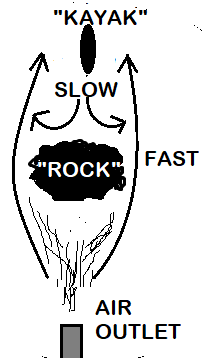 "KAYAK"
SLOW
"ROCK"
FAST
AIR
OUTLET